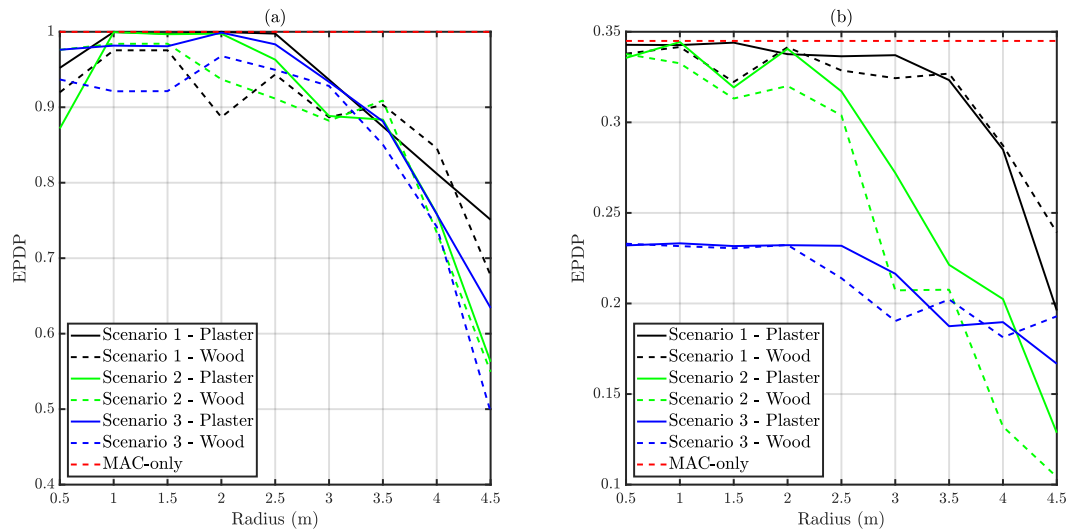 (a)
1
0.9
0.8
0.7
0.6
0.5
0.4
EPDP
Scenario 1 - Plaster
Scenario 1 - Wood
Scenario 2 - Plaster
Scenario 2 - Wood
Scenario 3 - Plaster
Scenario 3 - Wood
MAC-only
0.5 1 1.5 2 2.5 3 3.5 4 4.5
Radius (m)
(b)
0.35
0.3
0.25
0.2
0.15
0.1
EPDP
Scenario 1 - Plaster
Scenario 1 - Wood
Scenario 2 - Plaster
Scenario 2 - Wood
Scenario 3 - Plaster
Scenario 3 - Wood
MAC-only
0.5 1 1.5 2 2.5 3 3.5 4 4.5
Radius (m)